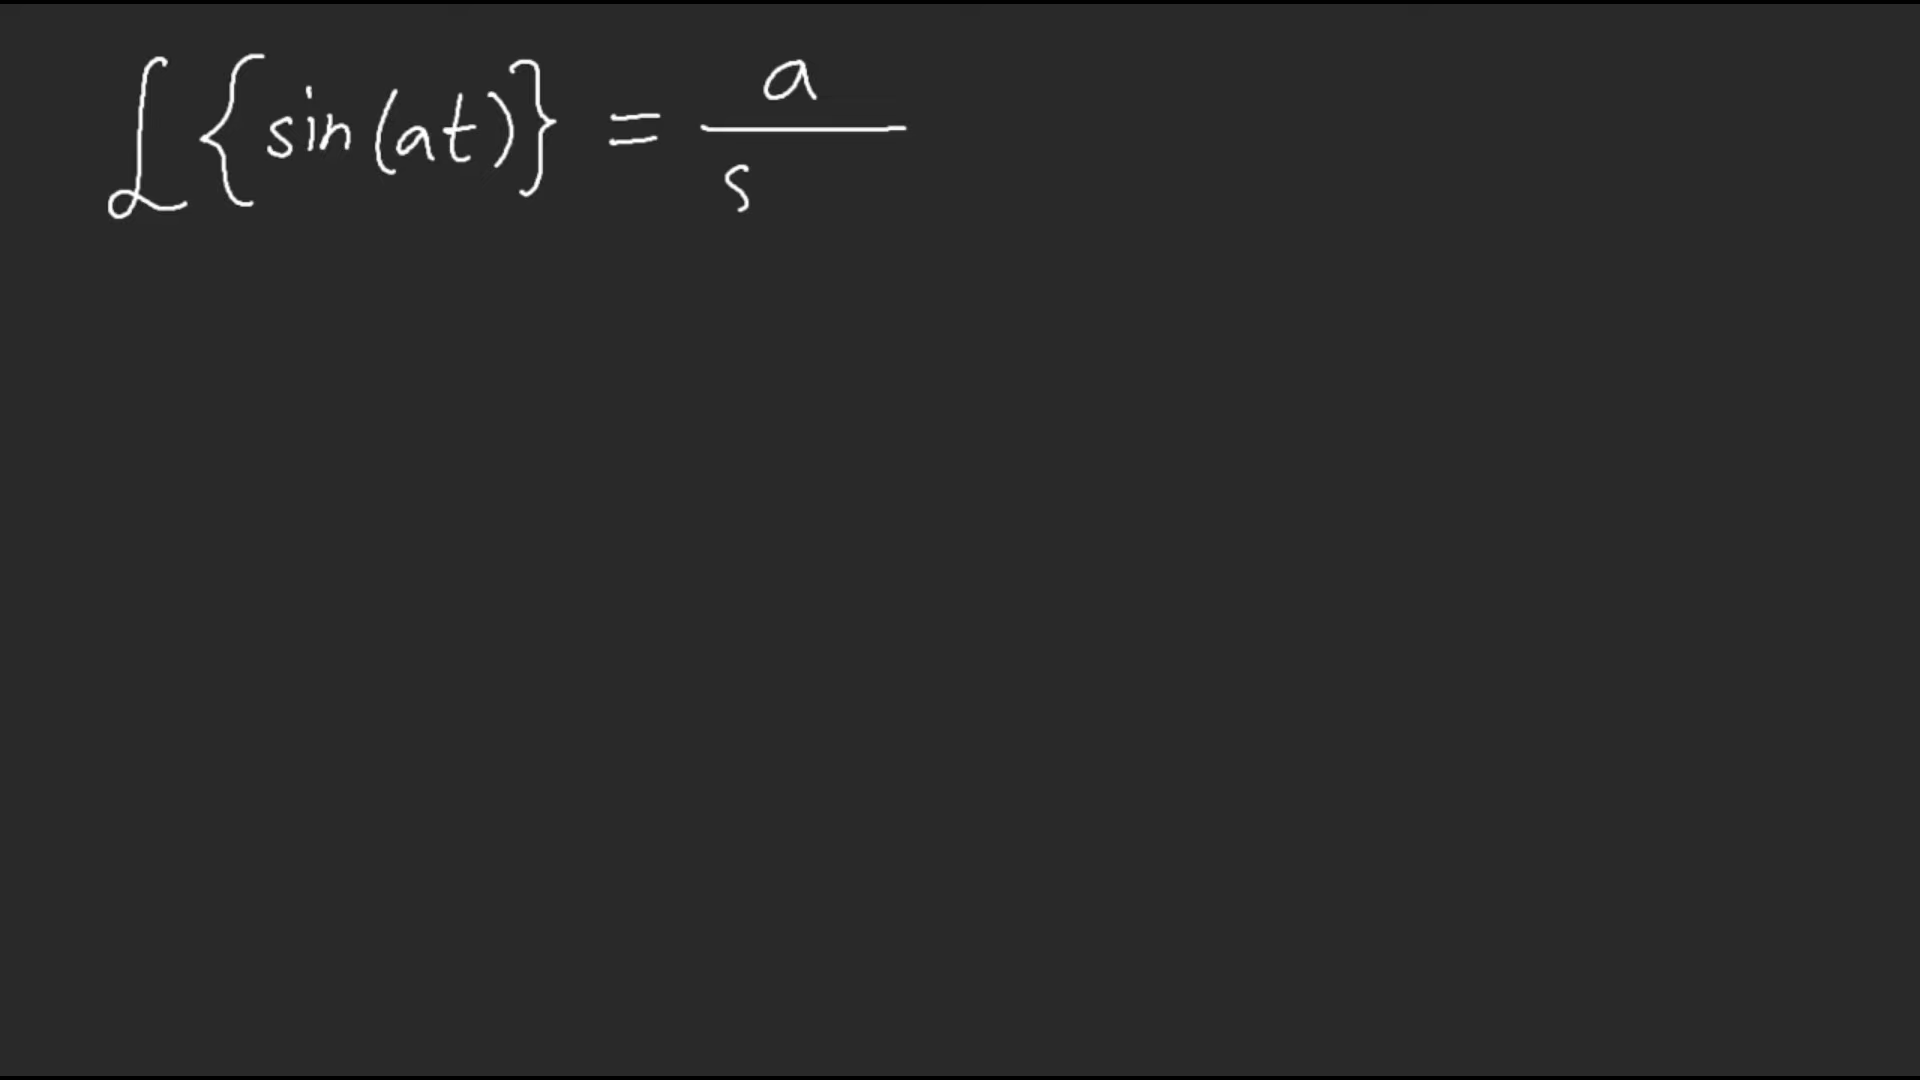 ℒ{sin(at)} = a/s